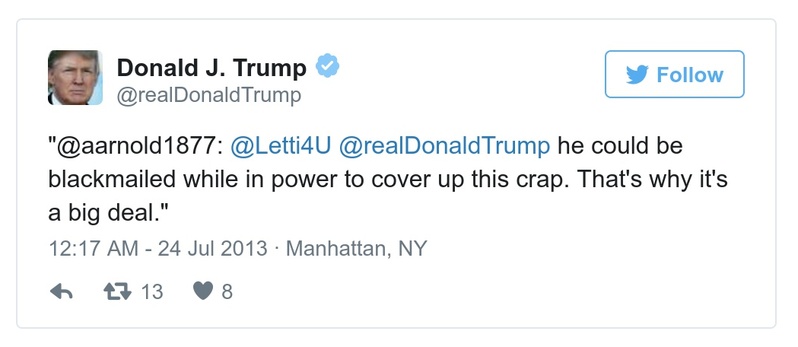 Donald J. Trump
@realDonaldTrump
Follow
"@aarnold1877: @Letti4U @realDonaldTrump he could be
blackmailed while in power to cover up this crap. That's why it's
a big deal."
12:17 AM - 24 Jul 2013 · Manhattan, NY
13 8